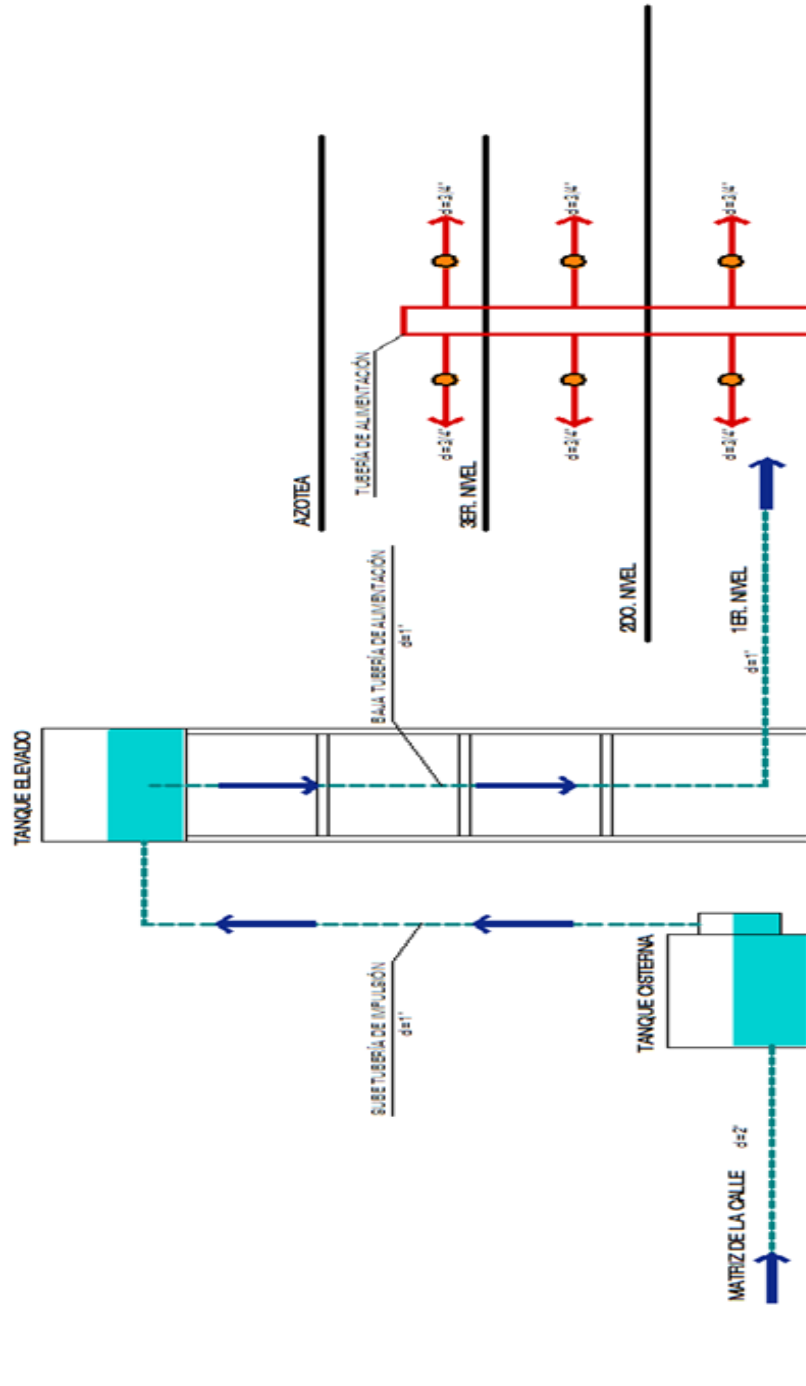 TANQUE ELEVADO
AZOTEA
TUBERÍA DE ALIMENTACIÓN
d=3/4"
d=3/4"
3ER. NIVEL
BAJA TUBERÍA DE ALIMENTACIÓN
d=1"
d=3/4"
d=3/4"
2DO. NIVEL
SUBE TUBERÍA DE IMPULSIÓN
d=1"
TANQUE CISTERNA
1ER. NIVEL
d=1"
d=3/4"
d=3/4"
MATRIZ DE LA CALLE
d=2"